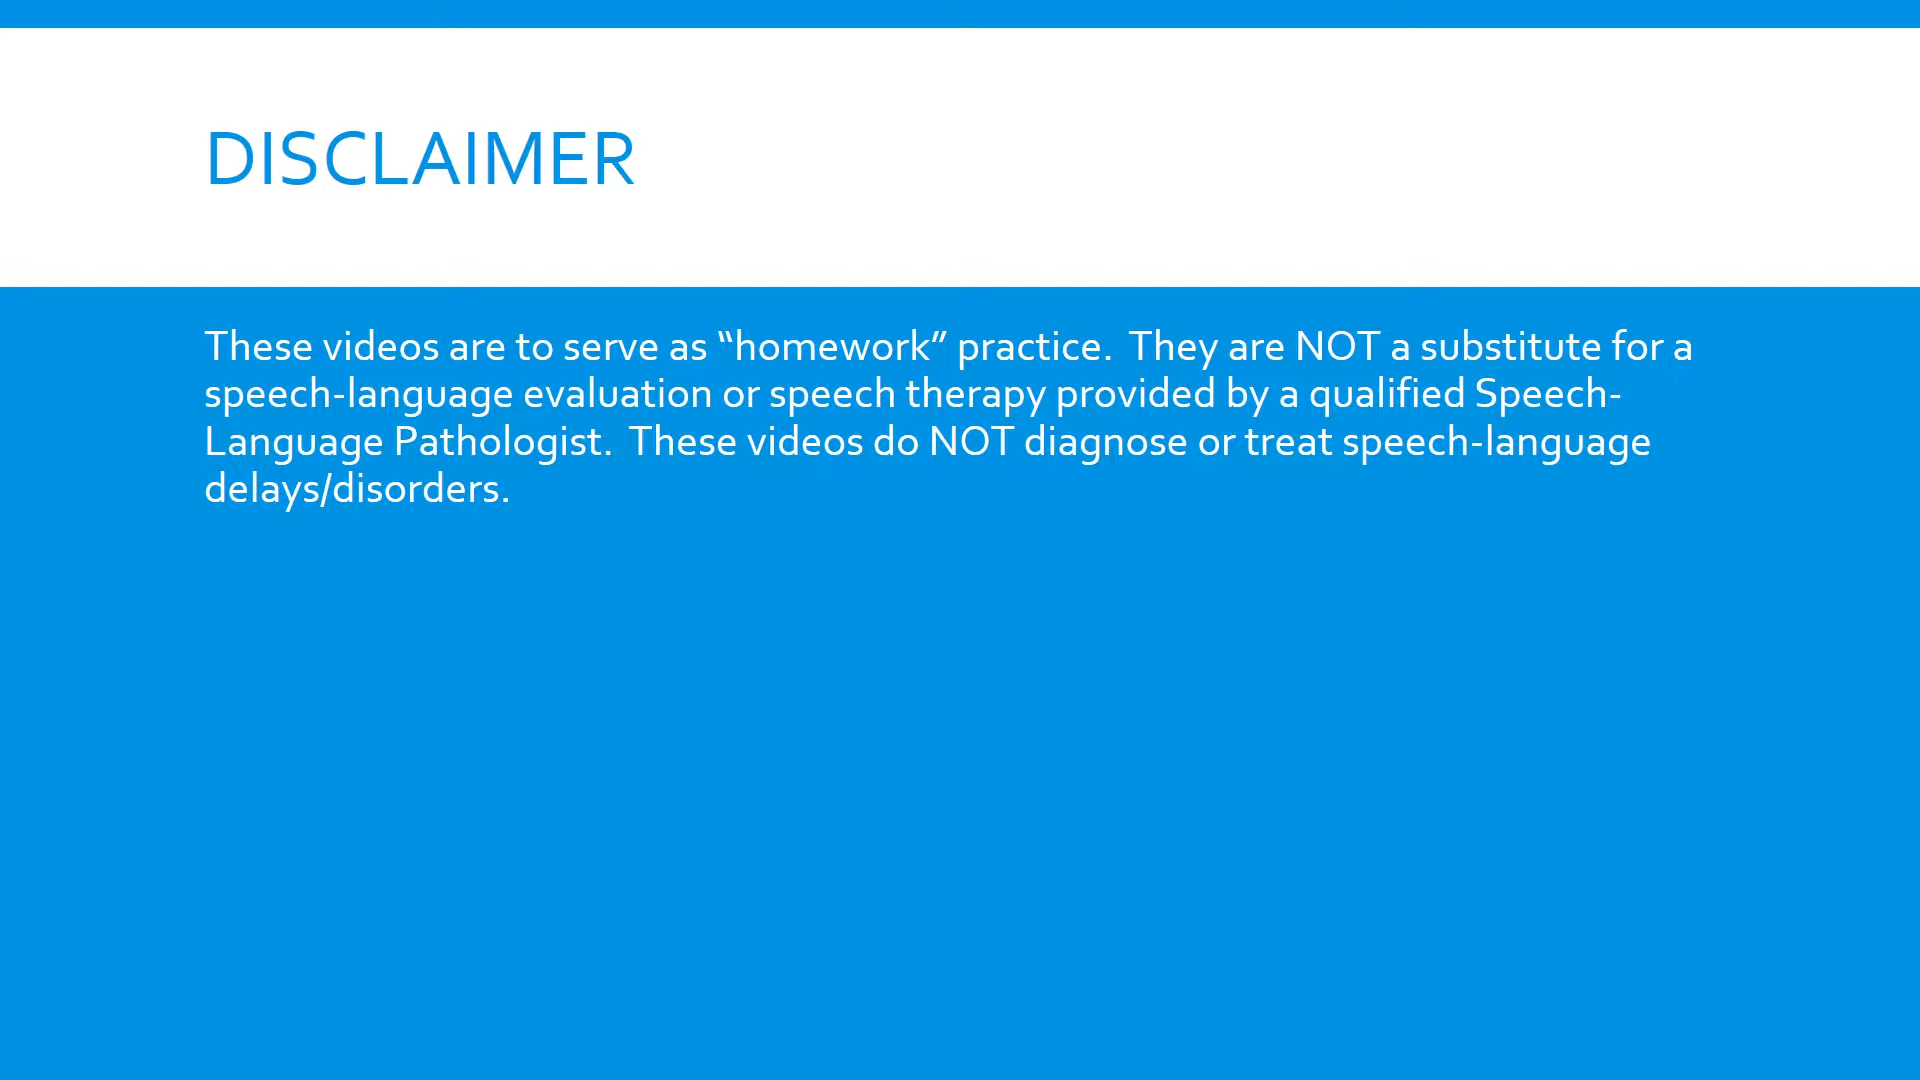 DISCLAIMER
These videos are to serve as “homework” practice.  They are NOT a substitute for a
speech-language evaluation or speech therapy provided by a qualified Speech-
Language Pathologist.  These videos do NOT diagnose or treat speech-language
delays/disorders.